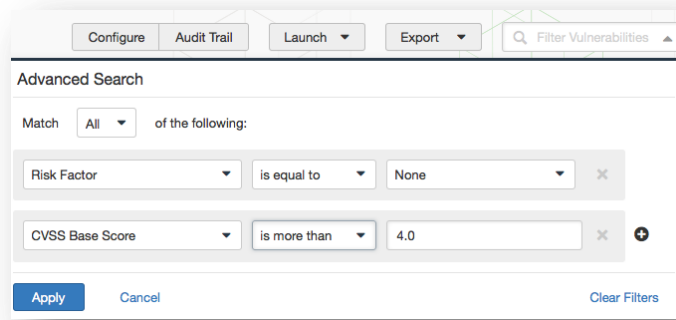 Configure Audit Trail Launch Export Filter Vulnerabilities
Advanced Search
Match All of the following:
Risk Factor is equal to None
CVSS Base Score is more than 4.0
Apply Cancel Clear Filters